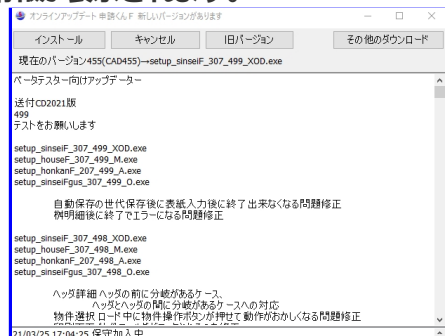 オンラインアップデート 申請くんF 新しいバージョンがあります
インストール キャンセル 旧バージョン その他のダウンロード
現在のバージョン455(CAD455)→setup_sinseiF_307_499_XOD.exe
ベータテスター向けアップデーター
送付CD2021版
499
テストをお願いします
setup_sinseiF_307_499_XOD.exe
setup_houseF_307_499_M.exe
setup_honkanF_207_499_A.exe
setup_sinseiFgus_307_499_O.exe
自動保存の世代保存後に表紙入力後に終了出来なくなる問題修正
桝明細後に終了でエラーになる問題修正
setup_sinseiF_307_498_XOD.exe
setup_houseF_307_498_M.exe
setup_honkanF_207_498_A.exe
setup_sinseiFgus_307_498_O.exe
ヘッダ詳細 ヘッダの前に分岐があるケース、
ヘッダとヘッダの間に分岐があるケースへの対応
物件選択 ロード中に物件操作ボタンが押せて動作がおかしくなる問題修正
21/03/25 17:04:25 保守加入中